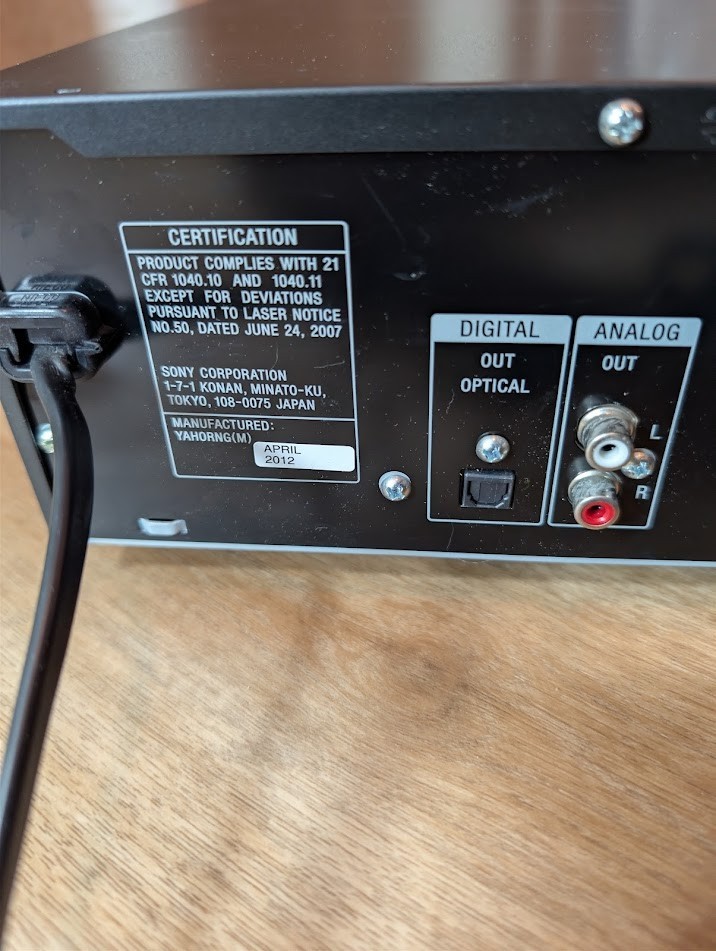 CERTIFICATION
PRODUCT COMPLIES WITH 21
CFR 1040.10 AND 1040.11
EXCEPT FOR DEVIATIONS
PURSUANT TO LASER NOTICE
NO.50, DATED JUNE 24, 2007
SONY CORPORATION
1-7-1 KONAN, MINATO-KU,
TOKYO, 108-0075 JAPAN
MANUFACTURED:
YAHORNG(M)
APRIL
2012
DIGITAL
OUT
OPTICAL
ANALOG
OUT
L
R